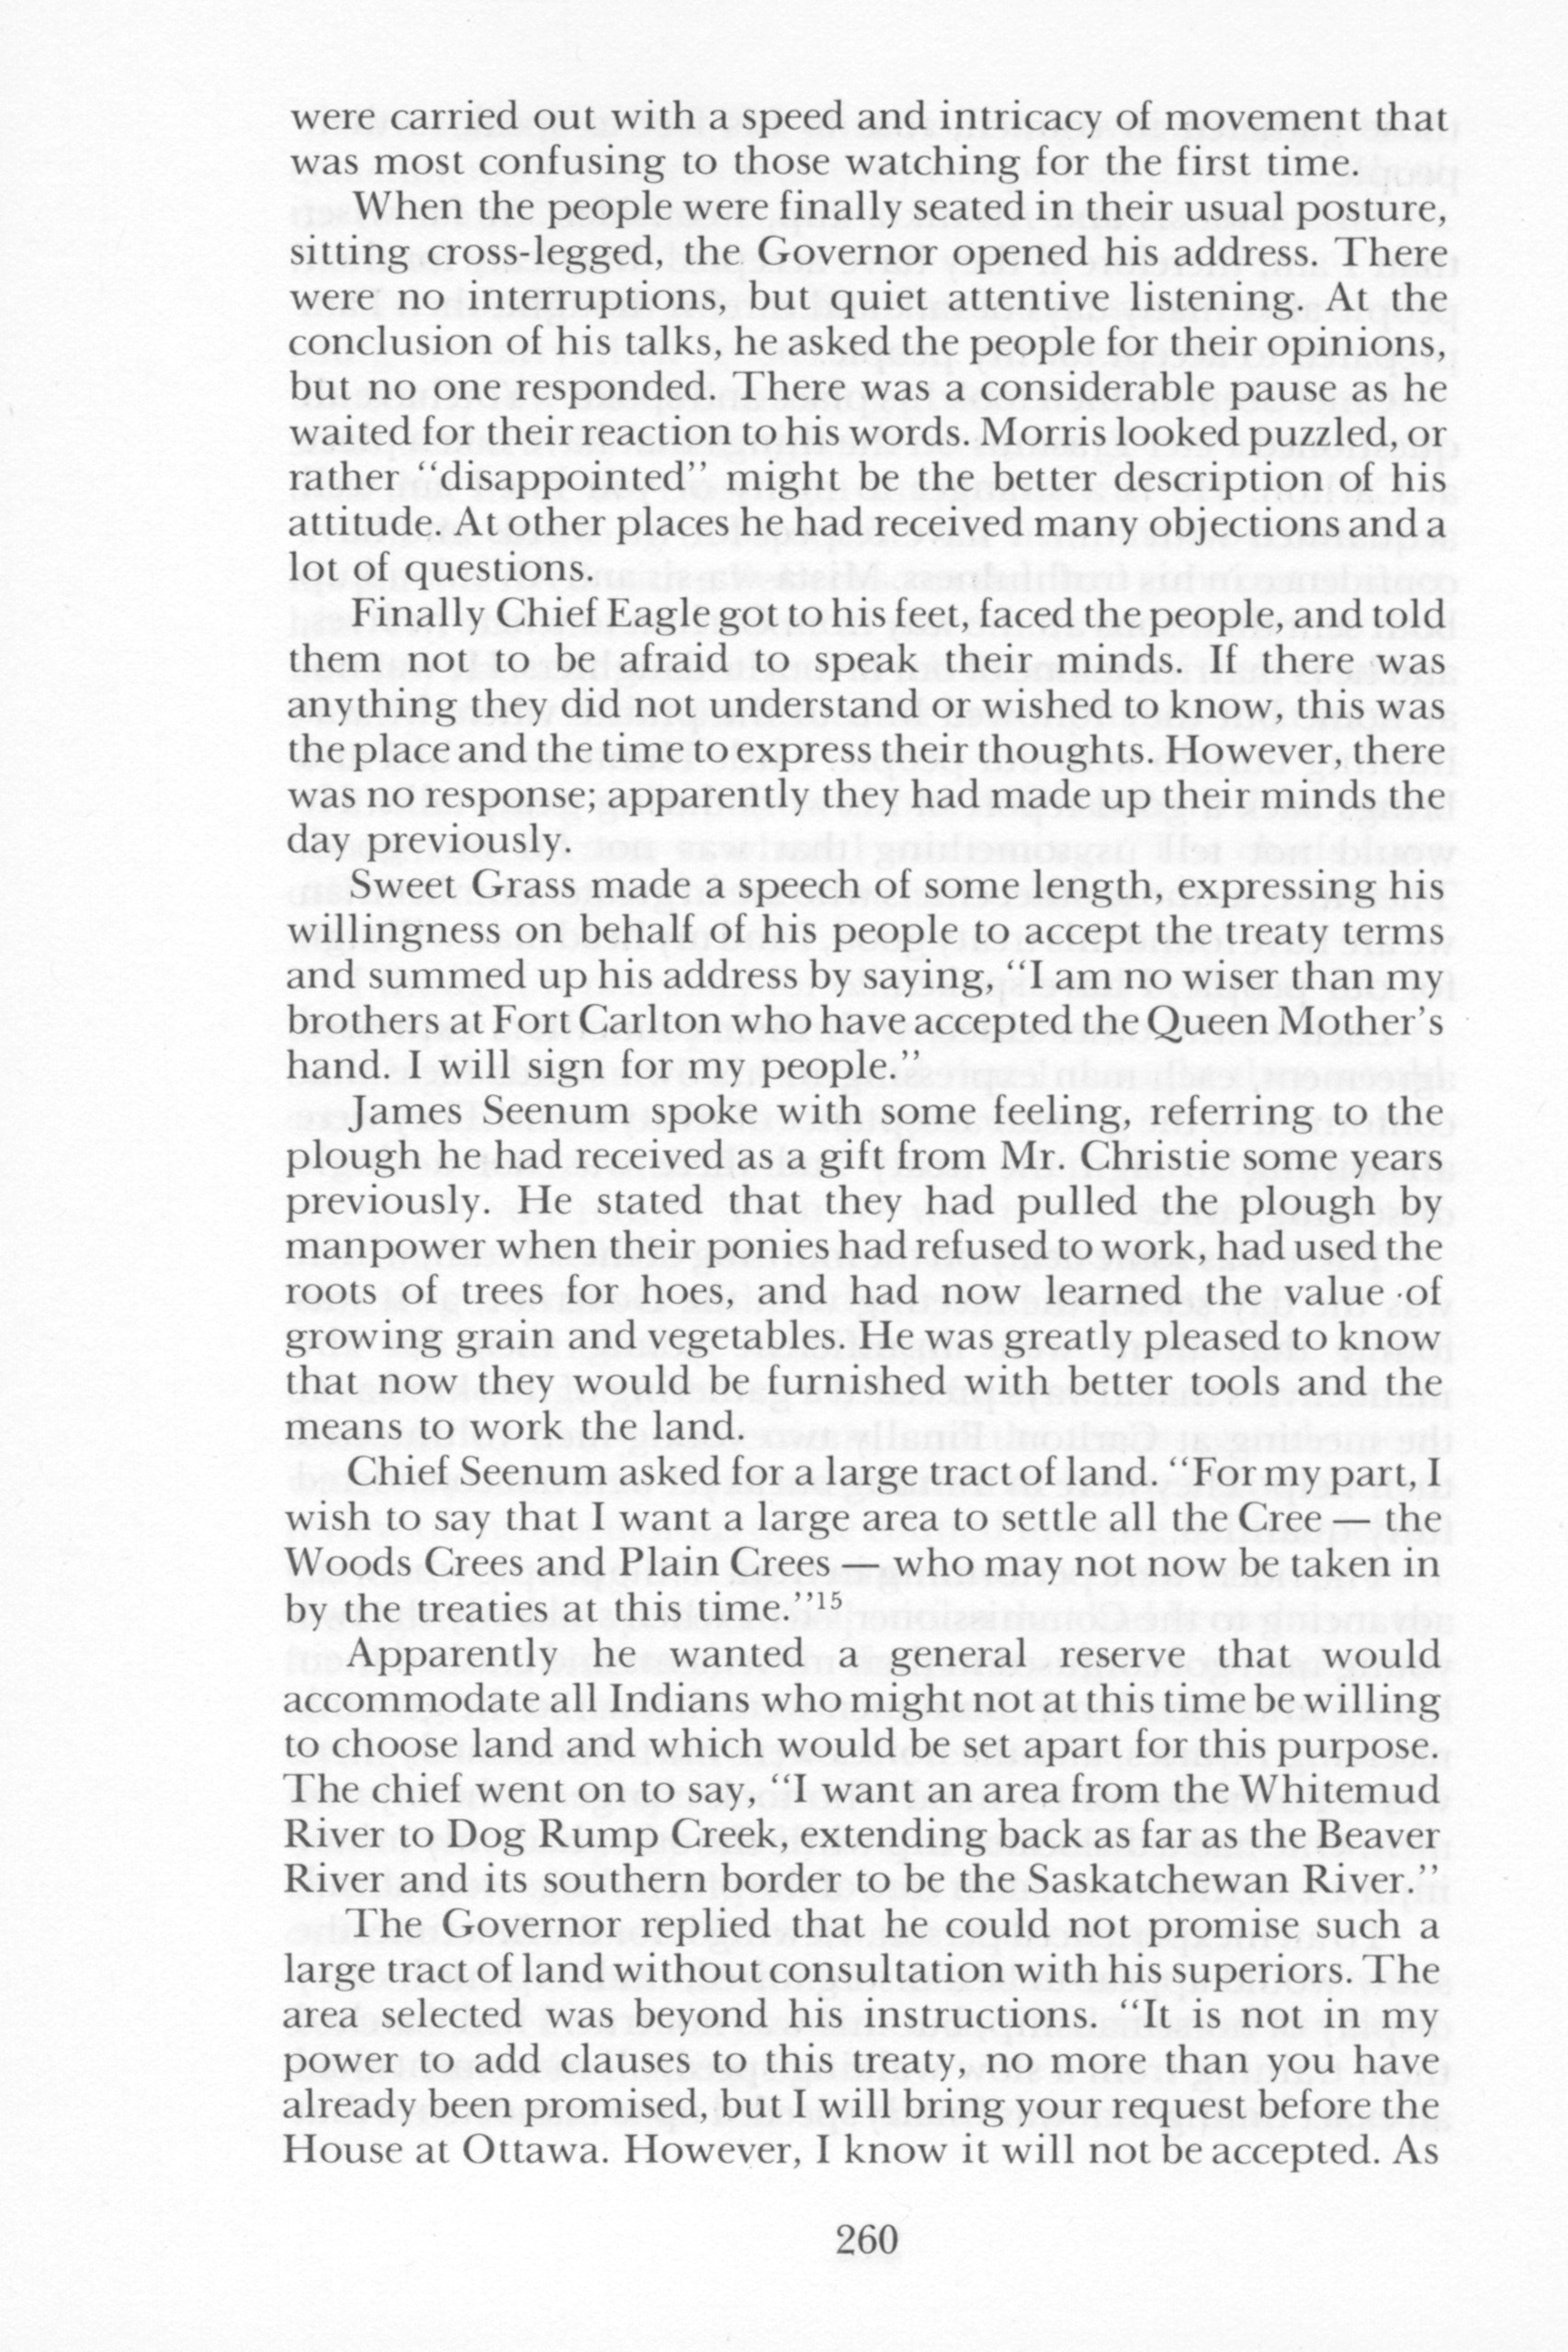 were carried out with a speed and intricacy of movement that
was most confusing to those watching for the first time.
When the people were finally seated in their usual posture,
sitting cross-legged, the Governor opened his address. There
were no interruptions, but quiet attentive listening. At the
conclusion of his talks, he asked the people for their opinions,
but no one responded. There was a considerable pause as he
waited for their reaction to his words. Morris looked puzzled, or
rather “disappointed” might be the better description of his
attitude. At other places he had received many objections and a
lot of questions.
Finally Chief Eagle got to his feet, faced the people, and told
them not to be afraid to speak their minds. If there was
anything they did not understand or wished to know, this was
the place and the time to express their thoughts. However, there
was no response; apparently they had made up their minds the
day previously.
Sweet Grass made a speech of some length, expressing his
willingness on behalf of his people to accept the treaty terms
and summed up his address by saying, “I am no wiser than my
brothers at Fort Carlton who have accepted the Queen Mother’s
hand. I will sign for my people.”
James Seenum spoke with some feeling, referring to the
plough he had received as a gift from Mr. Christie some years
previously. He stated that they had pulled the plough by
manpower when their ponies had refused to work, had used the
roots of trees for hoes, and had now learned the value of
growing grain and vegetables. He was greatly pleased to know
that now they would be furnished with better tools and the
means to work the land.
Chief Seenum asked for a large tract of land. “For my part, I
wish to say that I want a large area to settle all the Cree — the
Woods Crees and Plain Crees — who may not now be taken in
by the treaties at this time.”15
Apparently he wanted a general reserve that would
accommodate all Indians who might not at this time be willing
to choose land and which would be set apart for this purpose.
The chief went on to say, “I want an area from the Whitemud
River to Dog Rump Creek, extending back as far as the Beaver
River and its southern border to be the Saskatchewan River.”
The Governor replied that he could not promise such a
large tract of land without consultation with his superiors. The
area selected was beyond his instructions. “It is not in my
power to add clauses to this treaty, no more than you have
already been promised, but I will bring your request before the
House at Ottawa. However, I know it will not be accepted. As
260